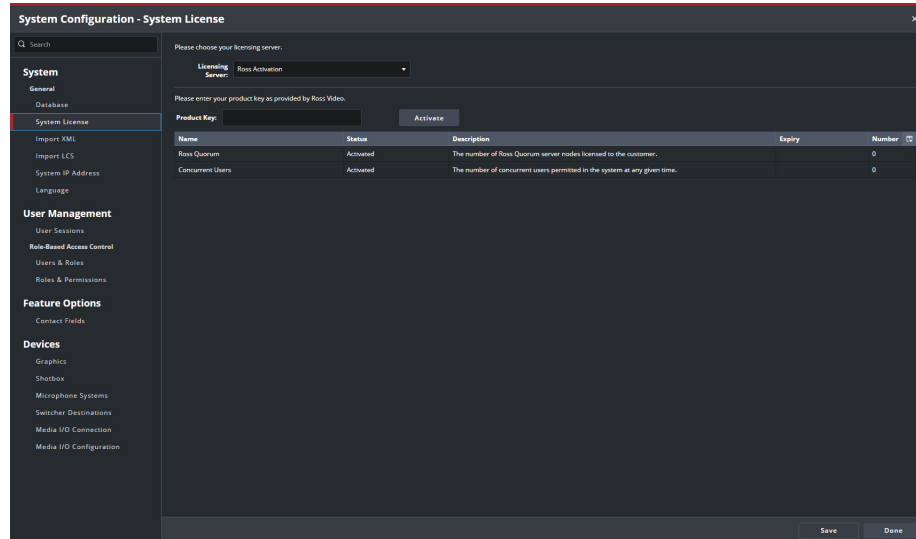 System Configuration - System License
Search
System
General
Database
System License
Import XML
Import LCS
System IP Address
Language
User Management
User Sessions
Role-Based Access Control
Users & Roles
Roles & Permissions
Feature Options
Contact Fields
Devices
Graphics
Shotbox
Microphone Systems
Switcher Destinations
Media I/O Connection
Media I/O Configuration
Please choose your licensing server.
Licensing
Server: Ross Activation
Please enter your product key as provided by Ross Video.
Product Key: Activate
Name Status Description Expiry Number
Ross Quorum Activated The number of Ross Quorum server nodes licensed to the customer. 0
Concurrent Users Activated The number of concurrent users permitted in the system at any given time. 0
Save Done